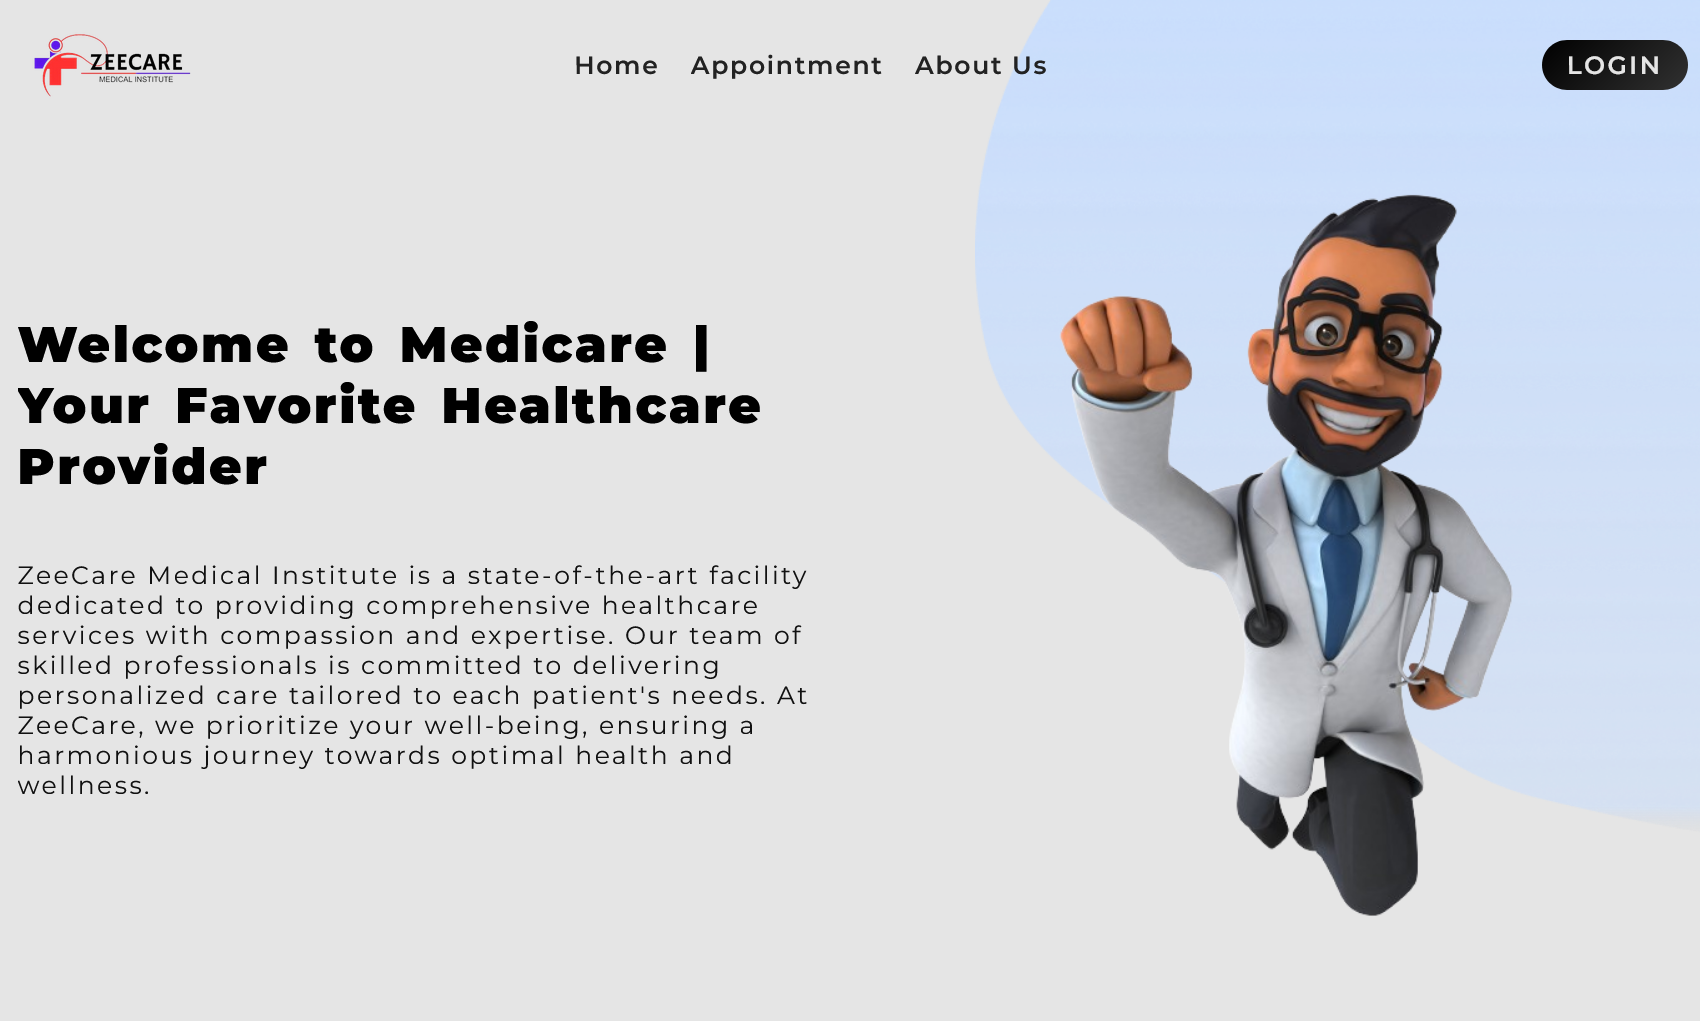 ZEECARE
MEDICAL INSTITUTE
Home Appointment About Us
LOGIN
Welcome to Medicare |
Your Favorite Healthcare
Provider
ZeeCare Medical Institute is a state-of-the-art facility
dedicated to providing comprehensive healthcare
services with compassion and expertise. Our team of
skilled professionals is committed to delivering
personalized care tailored to each patient's needs. At
ZeeCare, we prioritize your well-being, ensuring a
harmonious journey towards optimal health and
wellness.